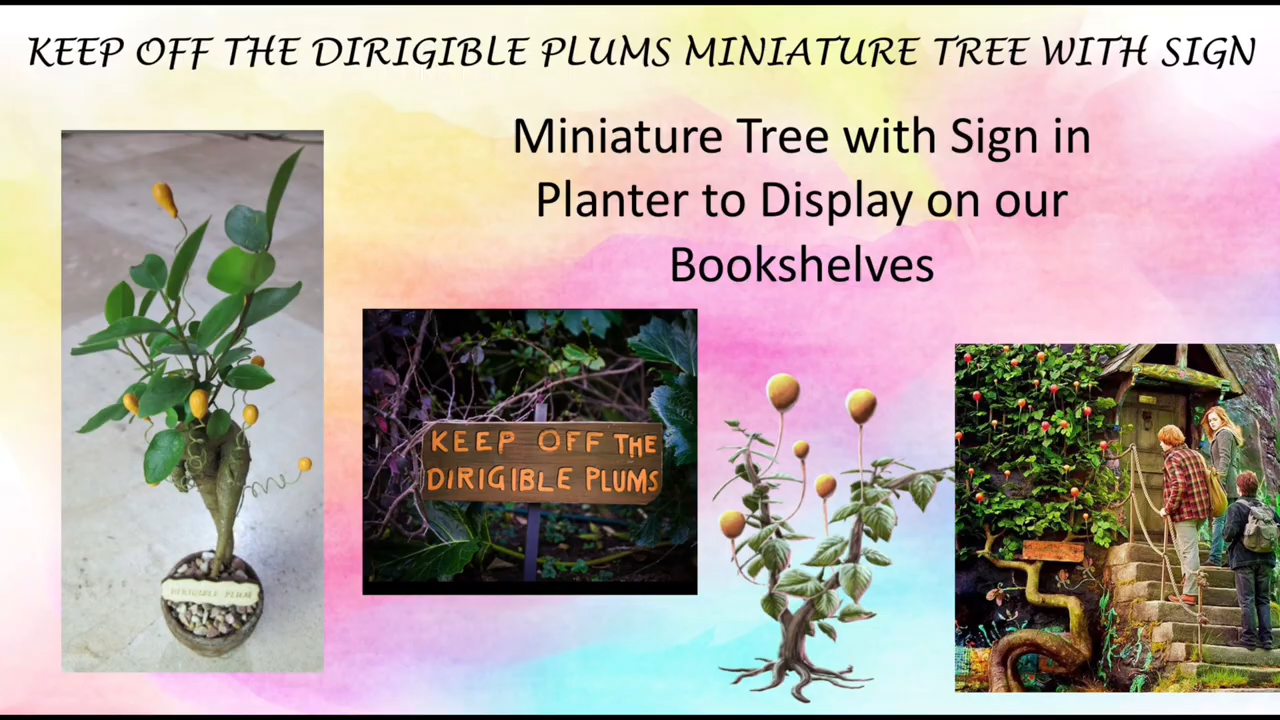 KEEP OFF THE DIRIGIBLE PLUMS MINIATURE TREE WITH SIGN
Miniature Tree with Sign in
Planter to Display on our
Bookshelves
KEEP OFF THE
DIRIGIBLE PLUMS
DIRIGIBLE PLUM